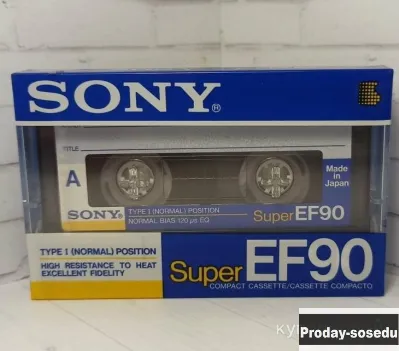 SONY®
TITLE
A
Made in
Japan
SONY® TYPE I (NORMAL) POSITION
NORMAL BIAS 120 µs EQ
Super EF90
TYPE I (NORMAL) POSITION
HIGH RESISTANCE TO HEAT
EXCELLENT FIDELITY
Super EF90
COMPACT CASSETTE/CASSETTE COMPACTO
Proday-sosedu